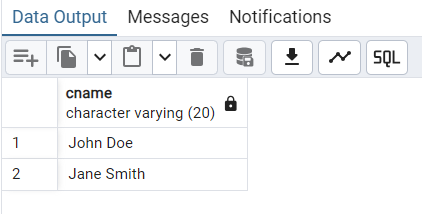 Data Output Messages Notifications
SQL
cname
character varying (20)
1 John Doe
2 Jane Smith